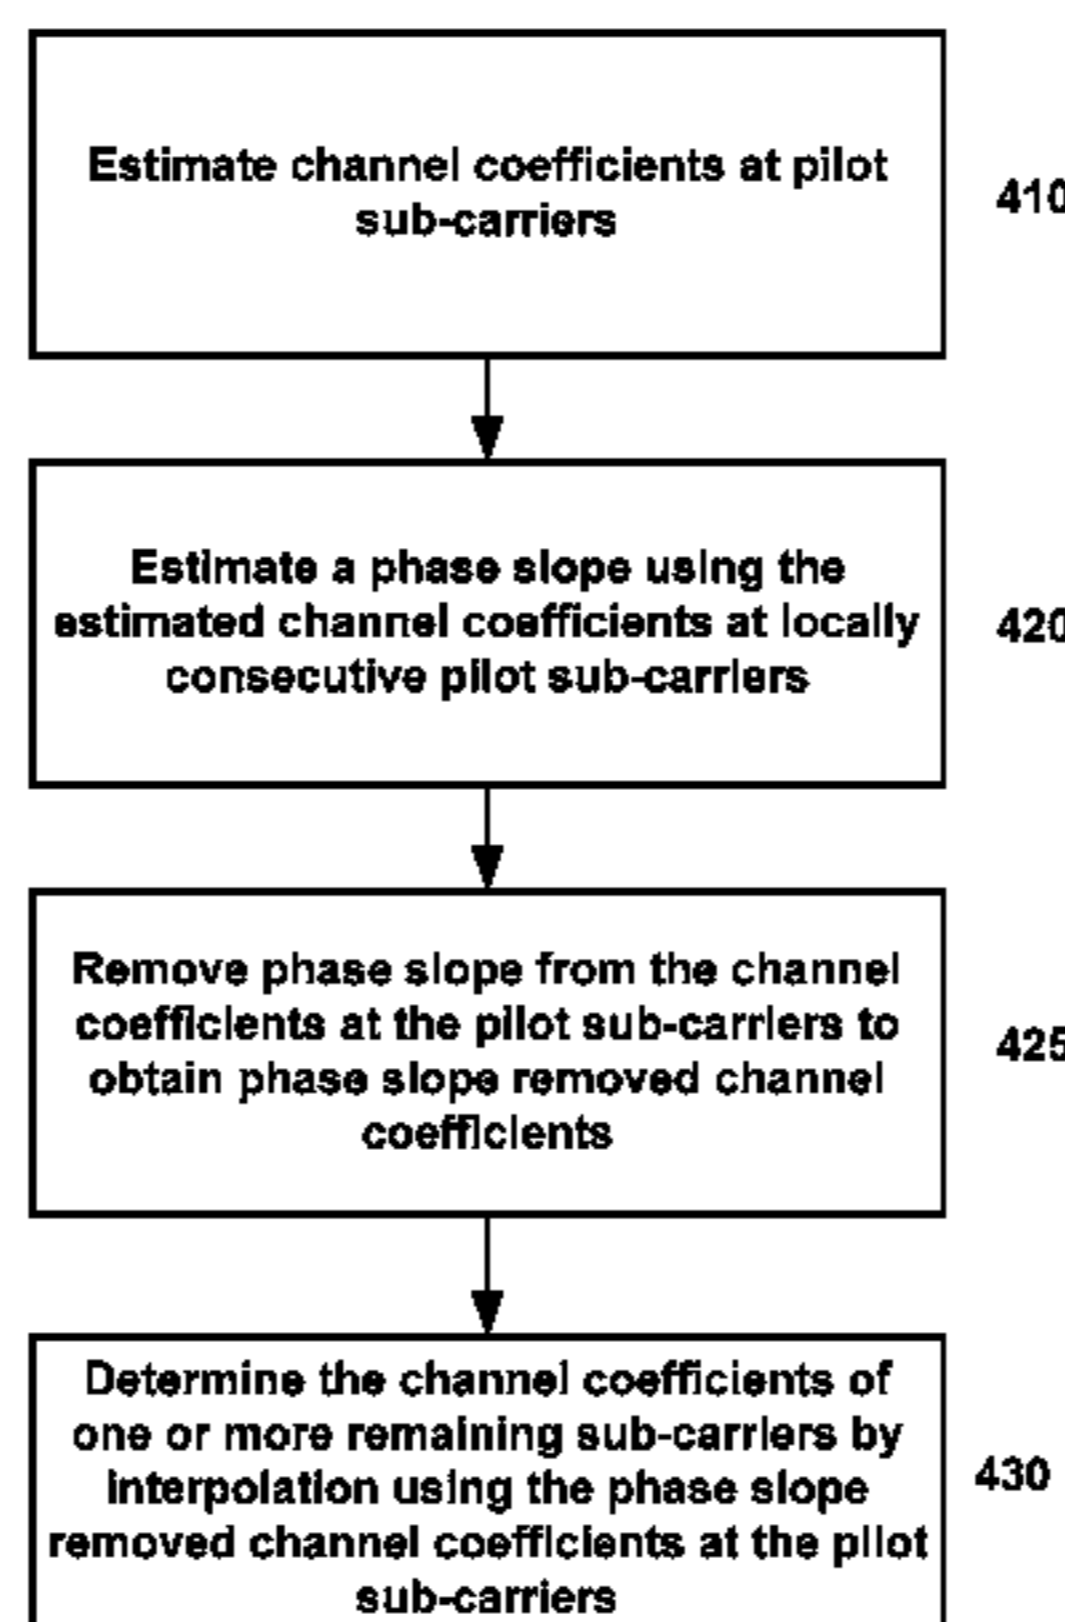 Estimate channel coefficients at pilot
sub-carriers
410
Estimate a phase slope using the
estimated channel coefficients at locally
consecutive pilot sub-carriers
420
Remove phase slope from the channel
coefficients at the pilot sub-carriers to
obtain phase slope removed channel
coefficients
425
Determine the channel coefficients of
one or more remaining sub-carriers by
interpolation using the phase slope
removed channel coefficients at the pilot
sub-carriers
430